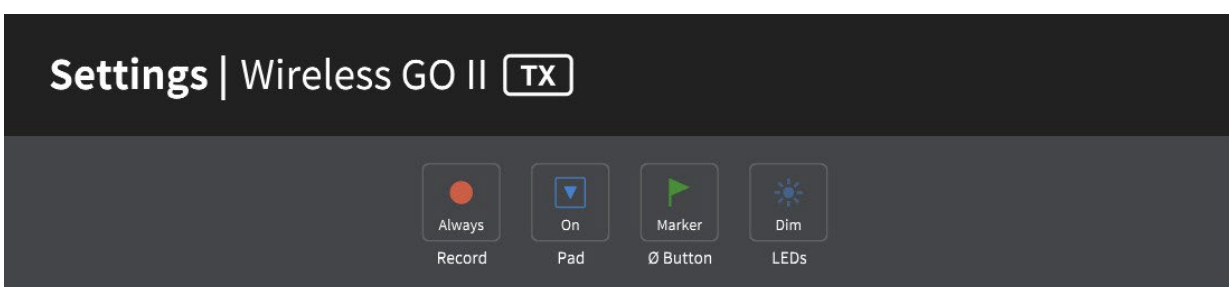 Settings | Wireless GO II TX
Always On Marker Dim
Record Pad Ø Button LEDs